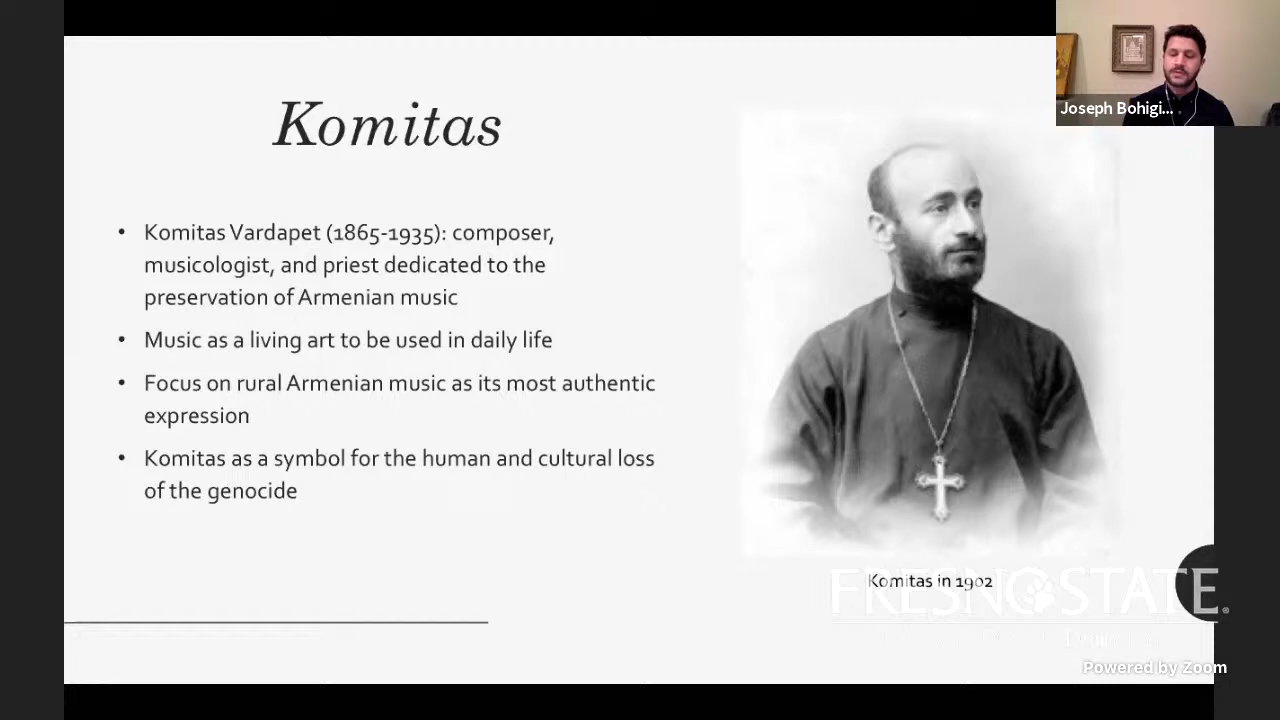 Komitas
Joseph Bohigi...
• Komitas Vardapet (1865-1935): composer,
musicologist, and priest dedicated to the
preservation of Armenian music
• Music as a living art to be used in daily life
• Focus on rural Armenian music as its most authentic
expression
• Komitas as a symbol for the human and cultural loss
of the genocide
Komitas in 1902
FRESNO STATE®
Powered by Zoom